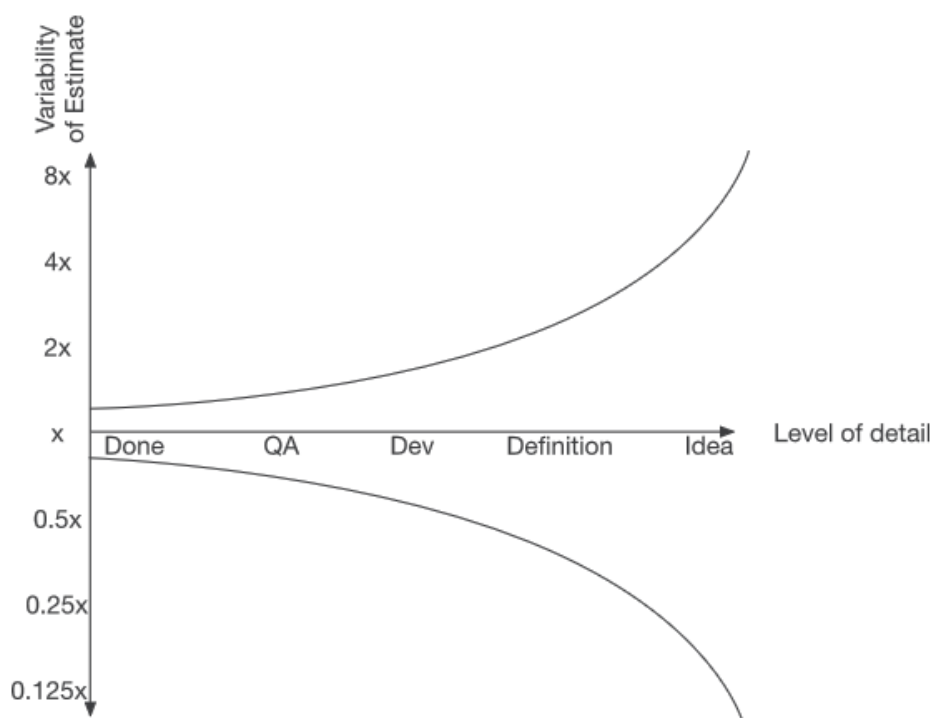 Variability
of Estimate
8x
4x
2x
x
Done QA Dev Definition Idea
Level of detail
0.5x
0.25x
0.125x